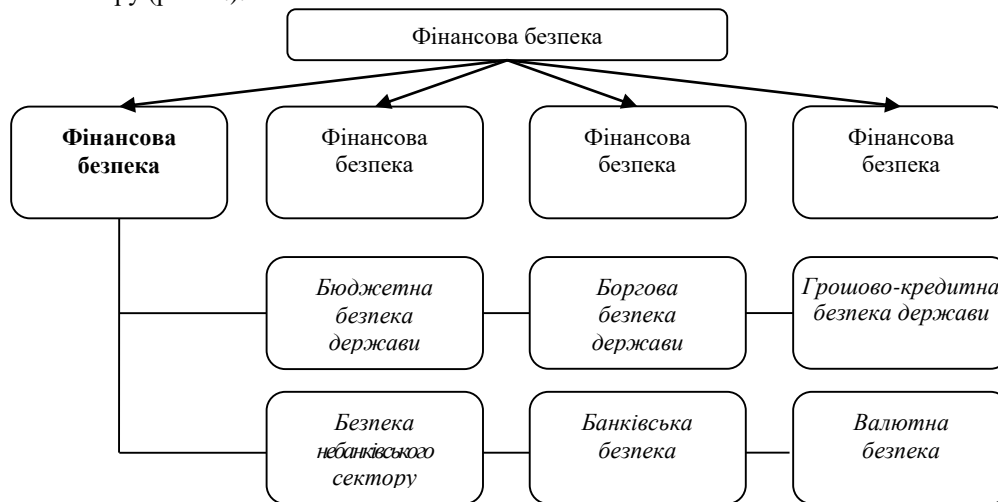 Фінансова безпека
Фінансова
безпека
Фінансова
безпека
Фінансова
безпека
Фінансова
безпека
Бюджетна
безпека
держави
Боргова
безпека
держави
Грошово-кредитна
безпека держави
Безпека
небанківського
сектору
Банківська
безпека
Валютна
безпека